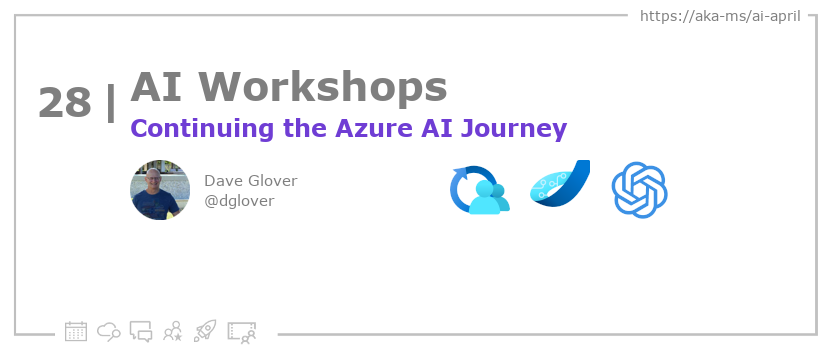 https://aka-ms/ai-april
28 |
AI Workshops
Continuing the Azure AI Journey
Dave Glover
@dglover